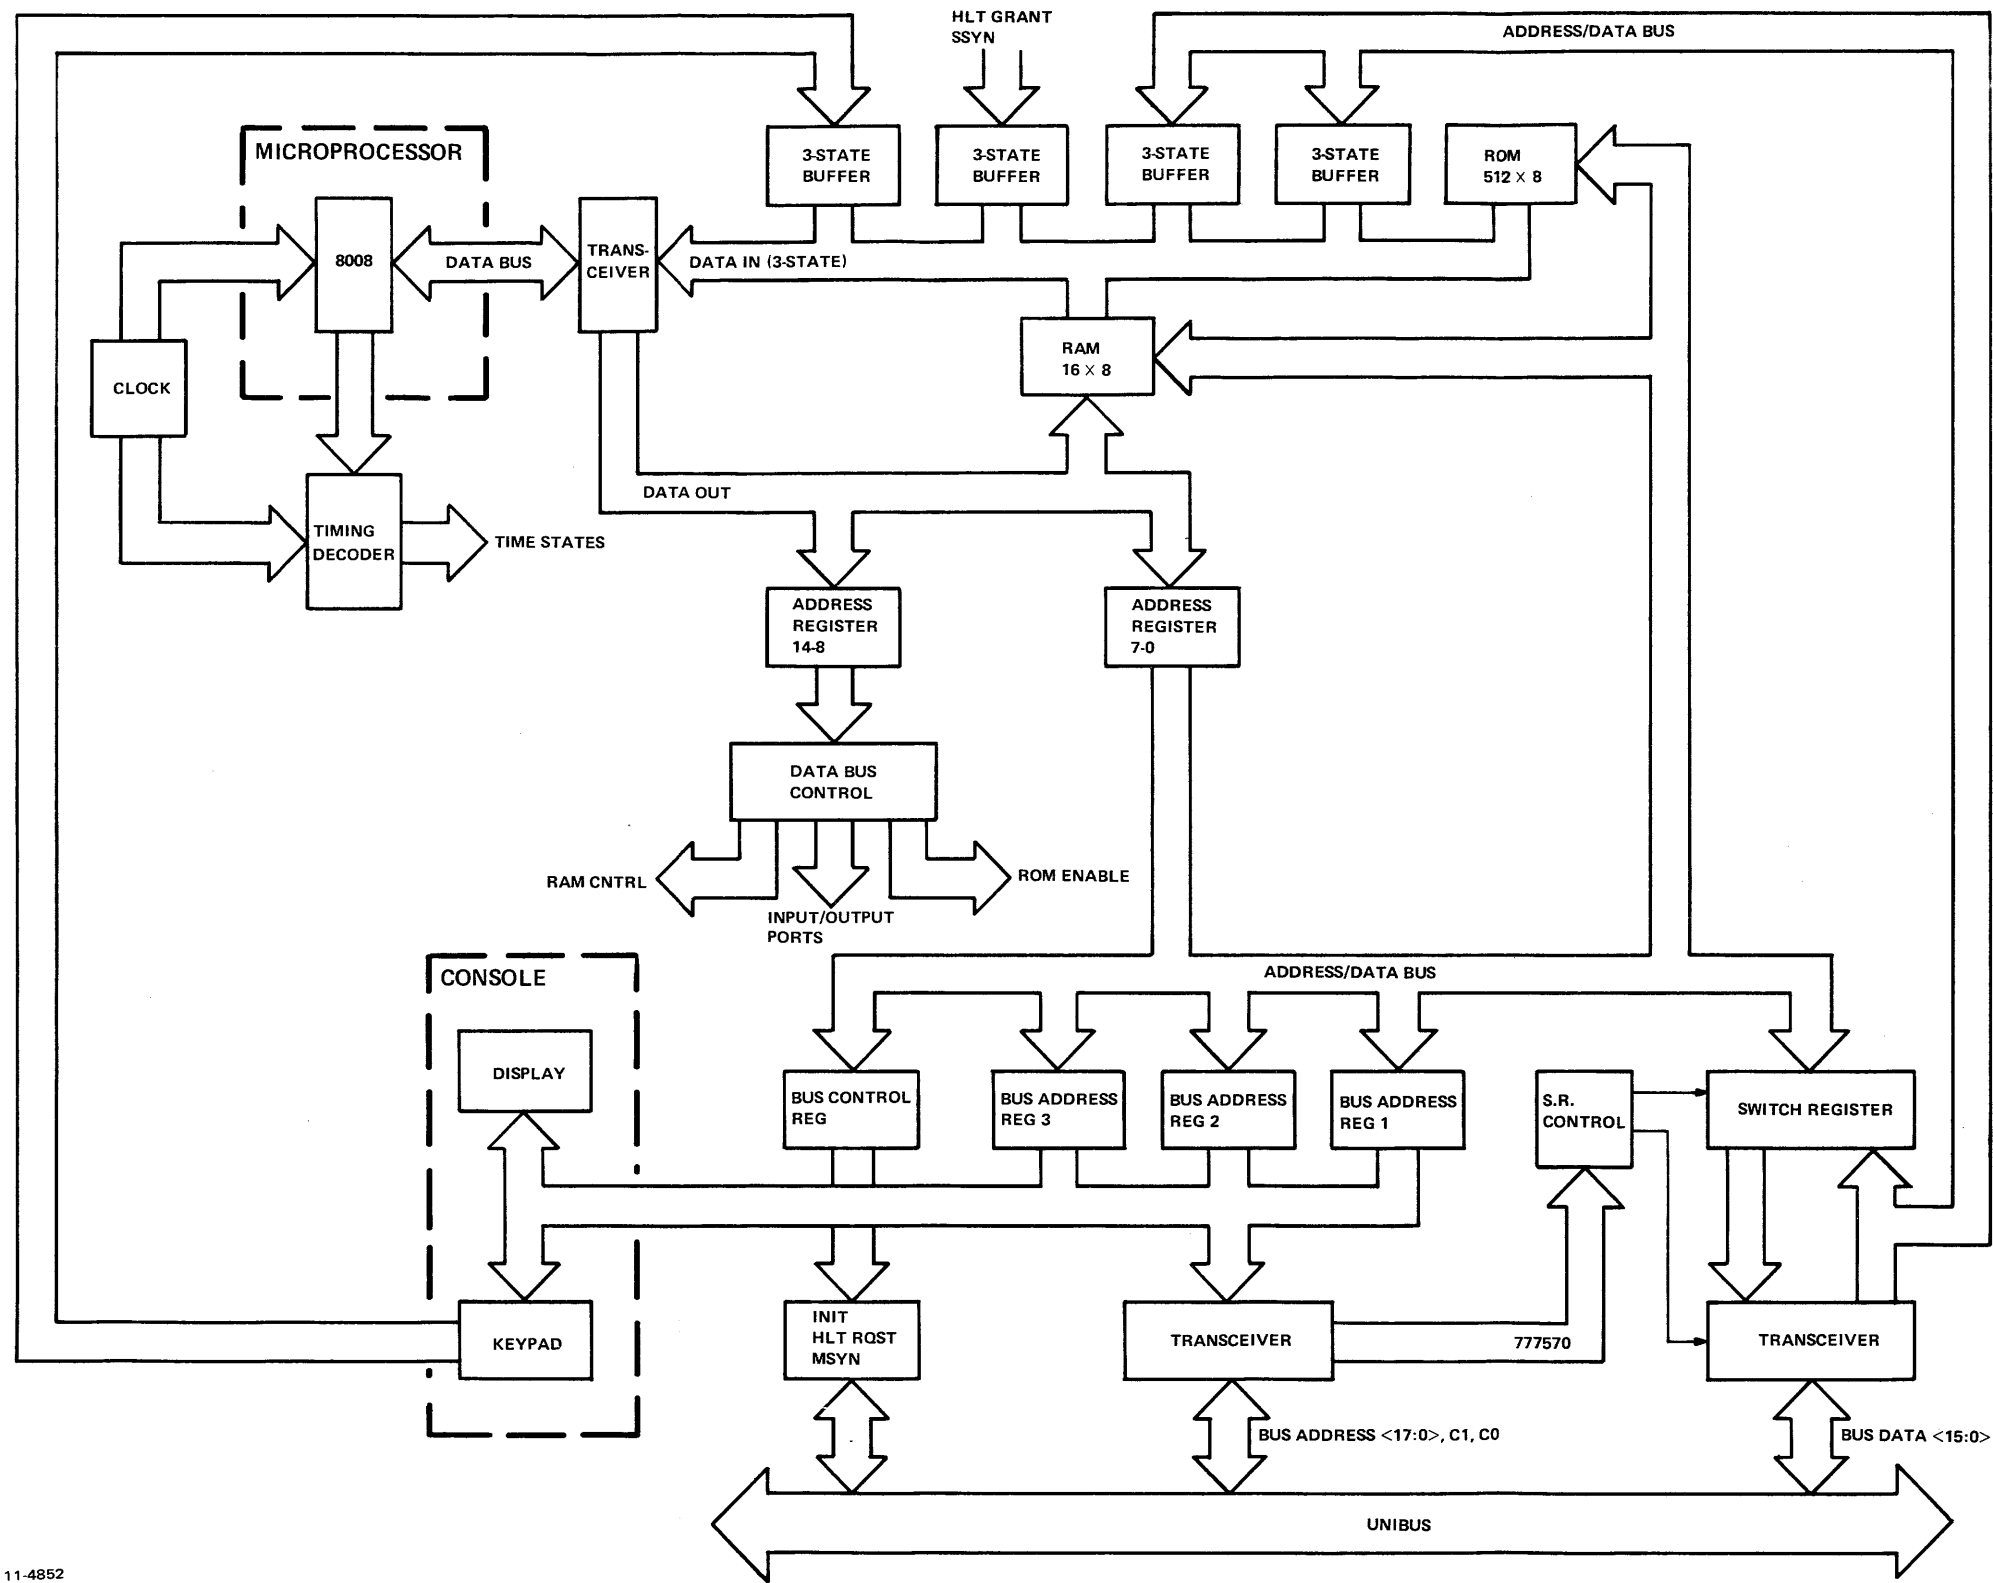 HLT GRANT
SSYN
ADDRESS/DATA BUS
MICROPROCESSOR
3-STATE
BUFFER
3-STATE
BUFFER
3-STATE
BUFFER
3-STATE
BUFFER
ROM
512 × 8
8008
DATA BUS
TRANS-
CEIVER
DATA IN (3-STATE)
CLOCK
RAM
16 × 8
DATA OUT
TIMING
DECODER
TIME STATES
ADDRESS
REGISTER
14-8
ADDRESS
REGISTER
7-0
DATA BUS
CONTROL
RAM CNTRL
INPUT/OUTPUT
PORTS
ROM ENABLE
CONSOLE
ADDRESS/DATA BUS
DISPLAY
BUS CONTROL
REG
BUS ADDRESS
REG 3
BUS ADDRESS
REG 2
BUS ADDRESS
REG 1
S.R.
CONTROL
SWITCH REGISTER
KEYPAD
INIT
HLT RQST
MSYN
TRANSCEIVER
777570
TRANSCEIVER
BUS ADDRESS <17:0>, C1, C0
BUS DATA <15:0>
UNIBUS
11-4852